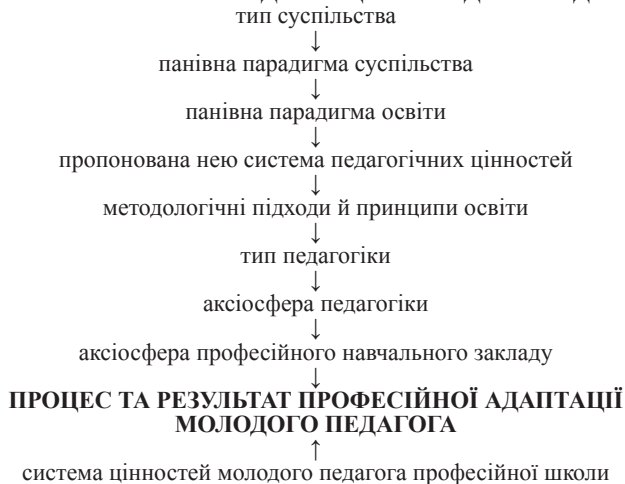 тип суспільства
↓
панівна парадигма суспільства
↓
панівна парадигма освіти
↓
пропонована нею система педагогічних цінностей
↓
методологічні підходи й принципи освіти
↓
тип педагогіки
↓
аксіосфера педагогіки
↓
аксіосфера професійного навчального закладу
↓
ПРОЦЕС ТА РЕЗУЛЬТАТ ПРОФЕСІЙНОЇ АДАПТАЦІЇ
МОЛОДОГО ПЕДАГОГА
↑
система цінностей молодого педагога професійної школи